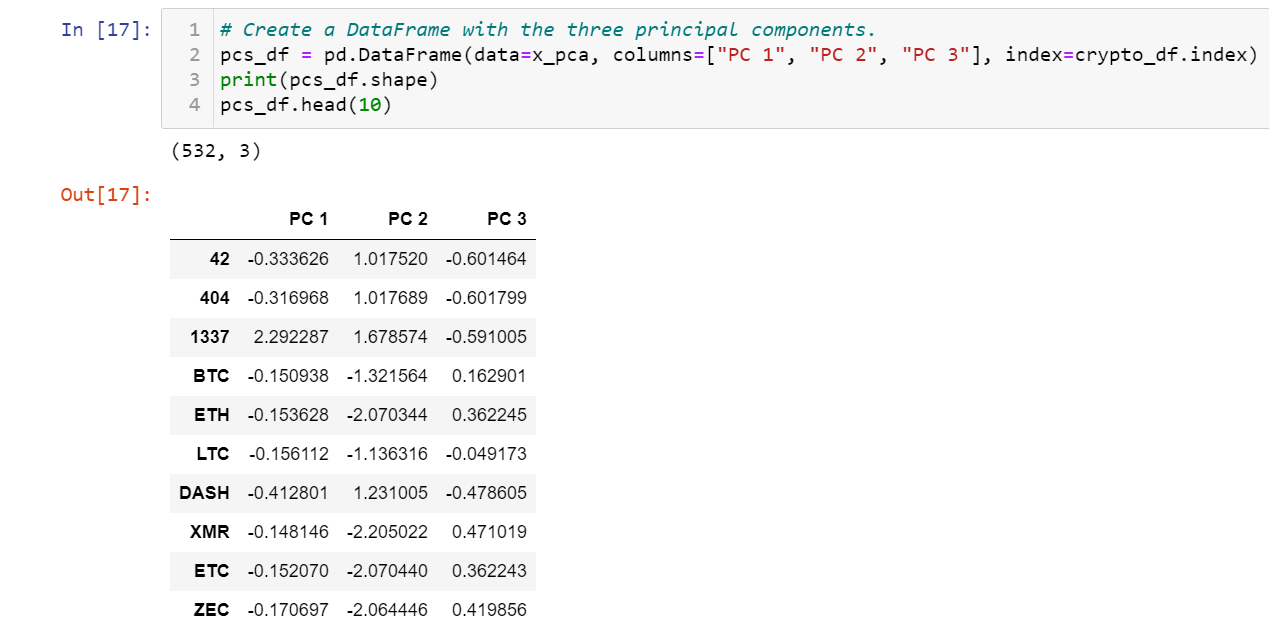 In [17]:
1 # Create a DataFrame with the three principal components.
2 pcs_df = pd.DataFrame(data=x_pca, columns=["PC 1", "PC 2", "PC 3"], index=crypto_df.index)
3 print(pcs_df.shape)
4 pcs_df.head(10)
(532, 3)
Out[17]:
PC 1 PC 2 PC 3
42 -0.333626 1.017520 -0.601464
404 -0.316968 1.017689 -0.601799
1337 2.292287 1.678574 -0.591005
BTC -0.150938 -1.321564 0.162901
ETH -0.153628 -2.070344 0.362245
LTC -0.156112 -1.136316 -0.049173
DASH -0.412801 1.231005 -0.478605
XMR -0.148146 -2.205022 0.471019
ETC -0.152070 -2.070440 0.362243
ZEC -0.170697 -2.064446 0.419856